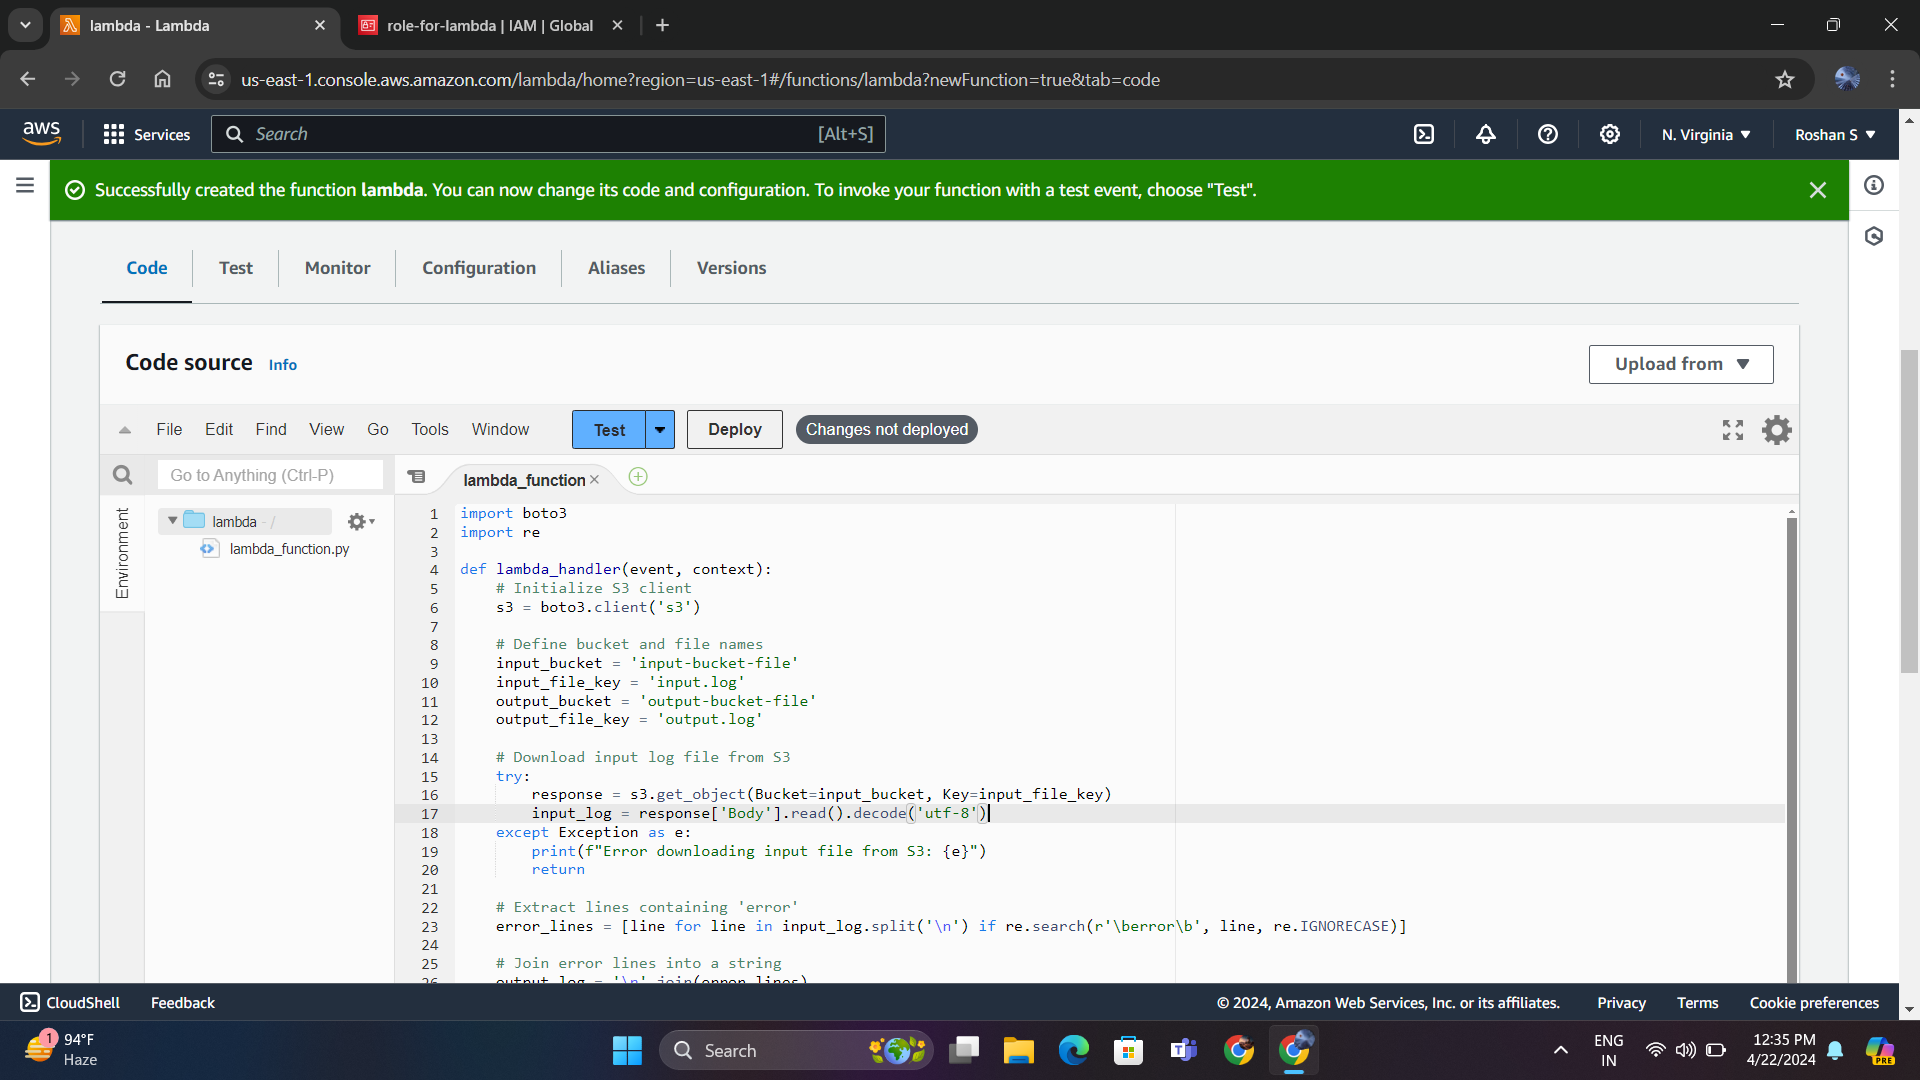 lambda - Lambda
role-for-lambda | IAM | Global
us-east-1.console.aws.amazon.com/lambda/home?region=us-east-1#/functions/lambda?newFunction=true&tab=code
aws
Services
Search
[Alt+S]
N. Virginia
Roshan S
Successfully created the function lambda. You can now change its code and configuration. To invoke your function with a test event, choose "Test".
Code
Test
Monitor
Configuration
Aliases
Versions
Code source
Info
Upload from
File
Edit
Find
View
Go
Tools
Window
Test
Deploy
Changes not deployed
Go to Anything (Ctrl-P)
lambda_function
Environment
lambda - /
lambda_function.py
1 import boto3
2 import re
3
4 def lambda_handler(event, context):
5 # Initialize S3 client
6 s3 = boto3.client('s3')
7
8 # Define bucket and file names
9 input_bucket = 'input-bucket-file'
10 input_file_key = 'input.log'
11 output_bucket = 'output-bucket-file'
12 output_file_key = 'output.log'
13
14 # Download input log file from S3
15 try:
16 response = s3.get_object(Bucket=input_bucket, Key=input_file_key)
17 input_log = response['Body'].read().decode('utf-8')
18 except Exception as e:
19 print(f"Error downloading input file from S3: {e}")
20 return
21
22 # Extract lines containing 'error'
23 error_lines = [line for line in input_log.split('\n') if re.search(r'\berror\b', line, re.IGNORECASE)]
24
25 # Join error lines into a string
26 output_log = '\n'.join(error_lines)
CloudShell
Feedback
© 2024, Amazon Web Services, Inc. or its affiliates.
Privacy
Terms
Cookie preferences
1
94°F
Haze
Search
ENG
IN
12:35 PM
4/22/2024
PRE